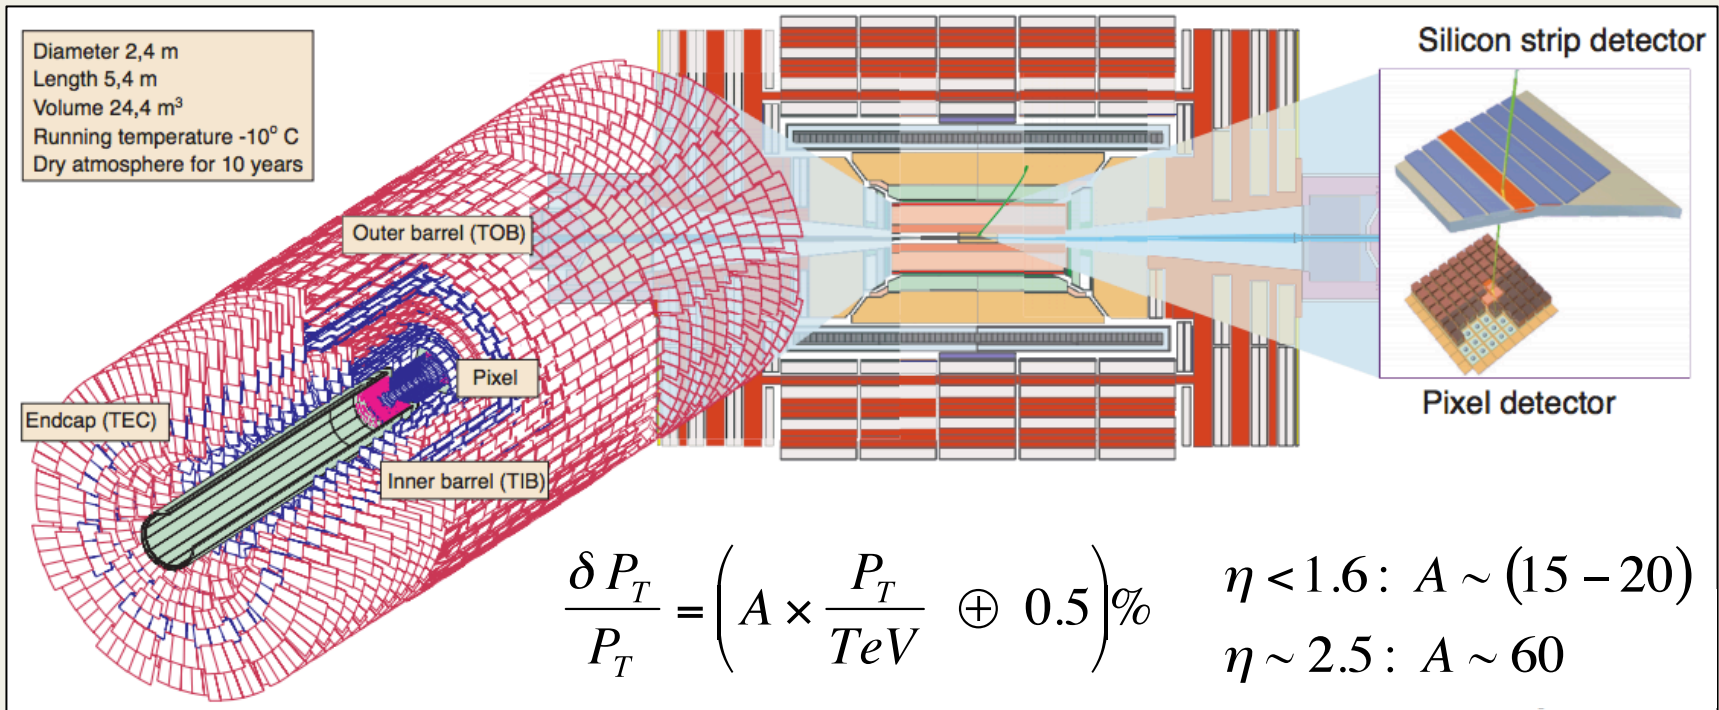 Diameter 2,4 m
Length 5,4 m
Volume 24,4 m³
Running temperature -10° C
Dry atmosphere for 10 years
Silicon strip detector
Outer barrel (TOB)
Pixel
Pixel detector
Endcap (TEC)
Inner barrel (TIB)
δ P_T / P_T = ( A × P_T / TeV ⊕ 0.5 ) %
η < 1.6 : A ~ (15 – 20)
η ~ 2.5 : A ~ 60